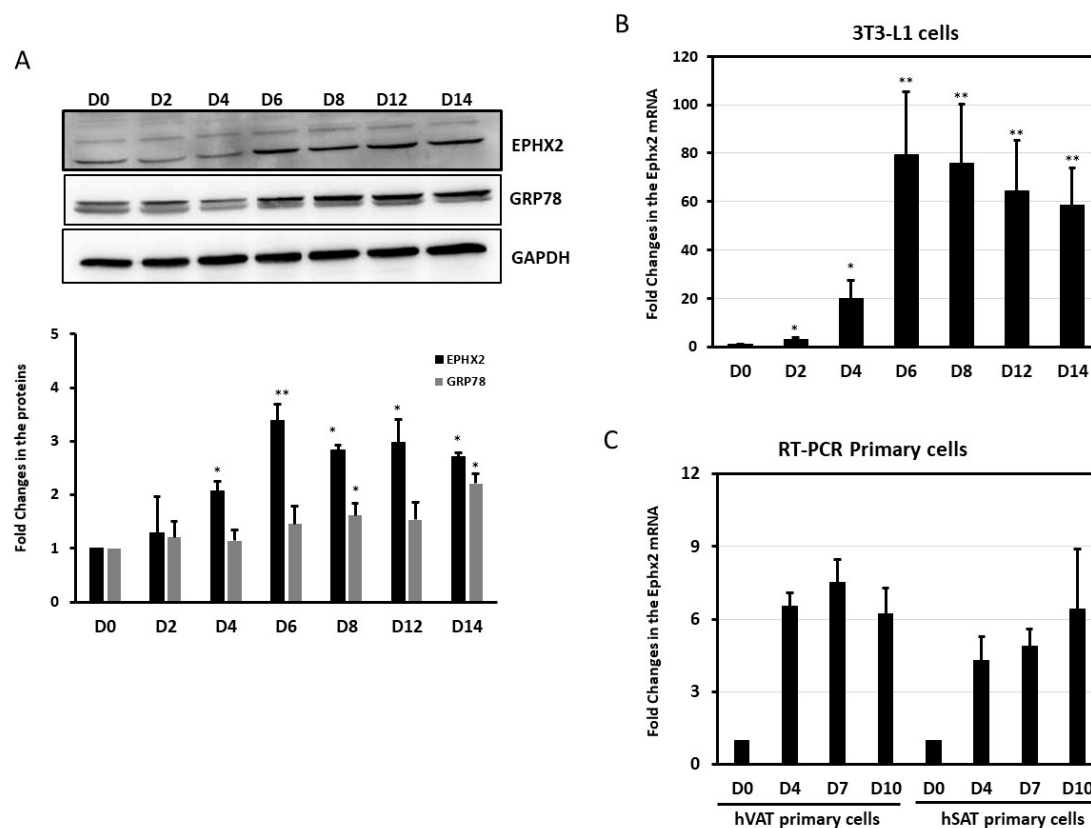 A
D0 D2 D4 D6 D8 D12 D14
EPHX2
GRP78
GAPDH
Fold Changes in the proteins
5
4
3
2
1
0
EPHX2
GRP78
* ** * * * * *
D0 D2 D4 D6 D8 D12 D14
B
3T3-L1 cells
Fold Changes in the Ephx2 mRNA
120
100
80
60
40
20
0
* * ** ** ** **
D0 D2 D4 D6 D8 D12 D14
C
RT-PCR Primary cells
Fold Changes in the Ephx2 mRNA
12
9
6
3
0
D0 D4 D7 D10 D0 D4 D7 D10
hVAT primary cells hSAT primary cells